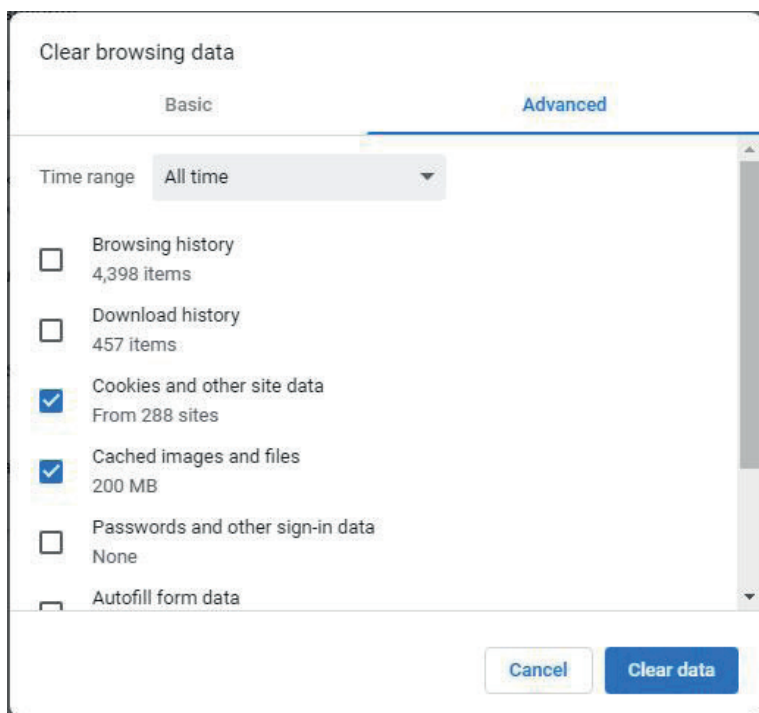 Clear browsing data
Basic Advanced
Time range All time
Browsing history
4,398 items
Download history
457 items
Cookies and other site data
From 288 sites
Cached images and files
200 MB
Passwords and other sign-in data
None
Autofill form data
Cancel Clear data